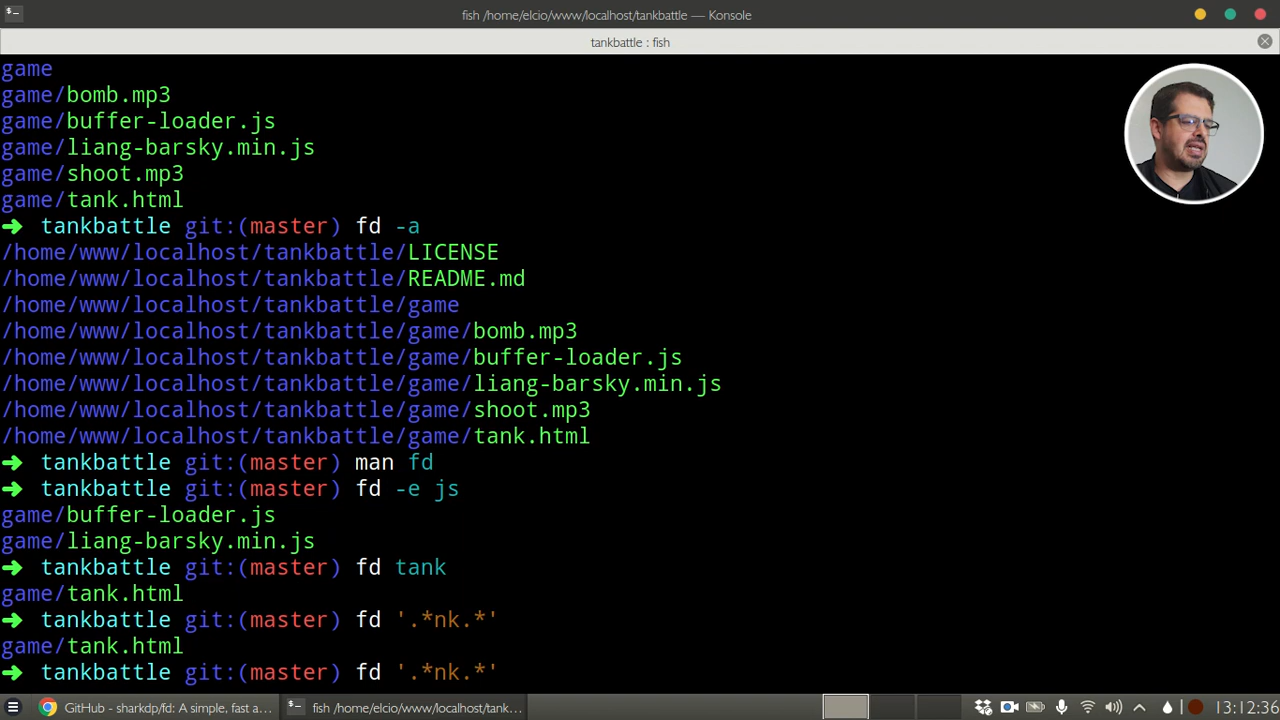 fish /home/elcio/www/localhost/tankbattle — Konsole
tankbattle : fish
game
game/bomb.mp3
game/buffer-loader.js
game/liang-barsky.min.js
game/shoot.mp3
game/tank.html
➜ tankbattle git:(master) fd -a
/home/www/localhost/tankbattle/LICENSE
/home/www/localhost/tankbattle/README.md
/home/www/localhost/tankbattle/game
/home/www/localhost/tankbattle/game/bomb.mp3
/home/www/localhost/tankbattle/game/buffer-loader.js
/home/www/localhost/tankbattle/game/liang-barsky.min.js
/home/www/localhost/tankbattle/game/shoot.mp3
/home/www/localhost/tankbattle/game/tank.html
➜ tankbattle git:(master) man fd
➜ tankbattle git:(master) fd -e js
game/buffer-loader.js
game/liang-barsky.min.js
➜ tankbattle git:(master) fd tank
game/tank.html
➜ tankbattle git:(master) fd '.*nk.*'
game/tank.html
➜ tankbattle git:(master) fd '.*nk.*'
GitHub - sharkdp/fd: A simple, fast a...
fish /home/elcio/www/localhost/tank...
13:12:36